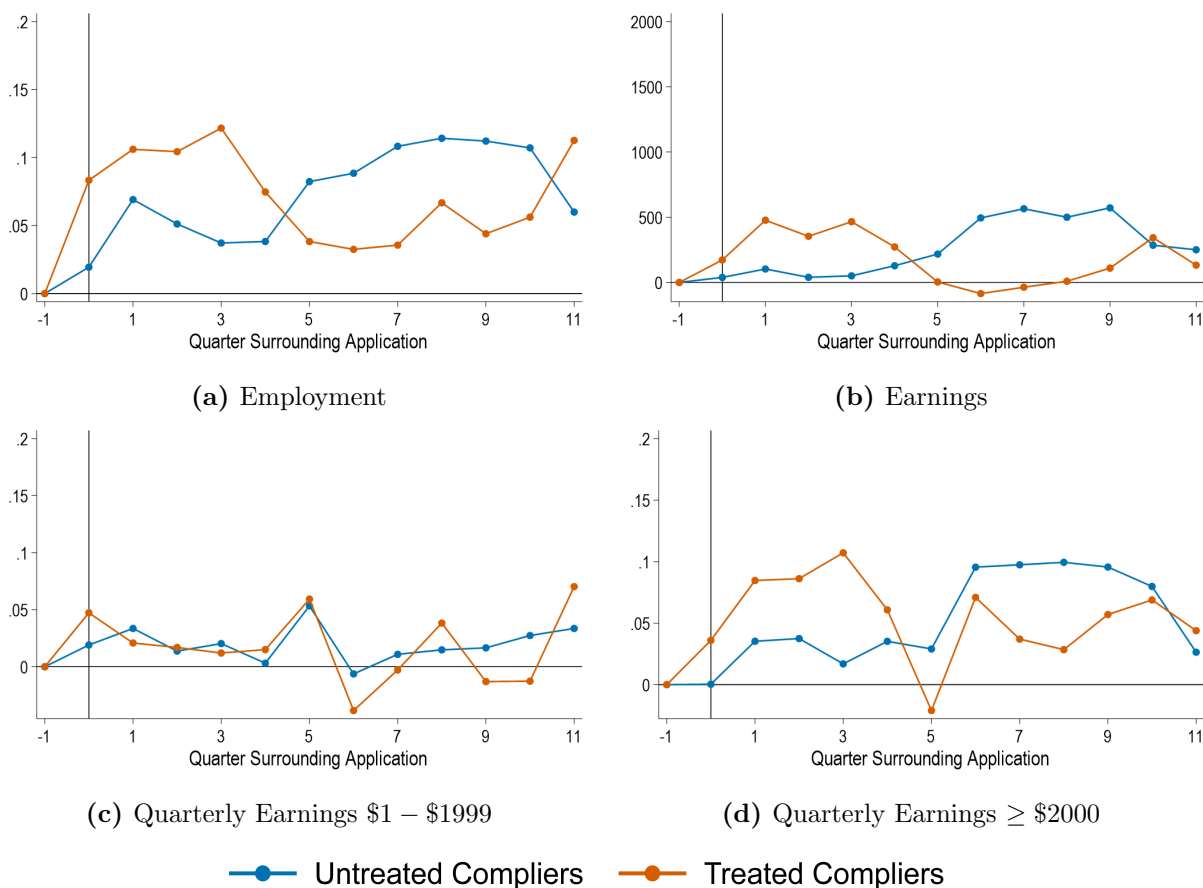 .2
.15
.1
.05
0
-1 1 3 5 7 9 11
Quarter Surrounding Application
(a) Employment
2000
1500
1000
500
0
-1 1 3 5 7 9 11
Quarter Surrounding Application
(b) Earnings
.2
.15
.1
.05
0
-1 1 3 5 7 9 11
Quarter Surrounding Application
(c) Quarterly Earnings $1 – $1999
.2
.15
.1
.05
0
-1 1 3 5 7 9 11
Quarter Surrounding Application
(d) Quarterly Earnings ≥ $2000
Untreated Compliers Treated Compliers